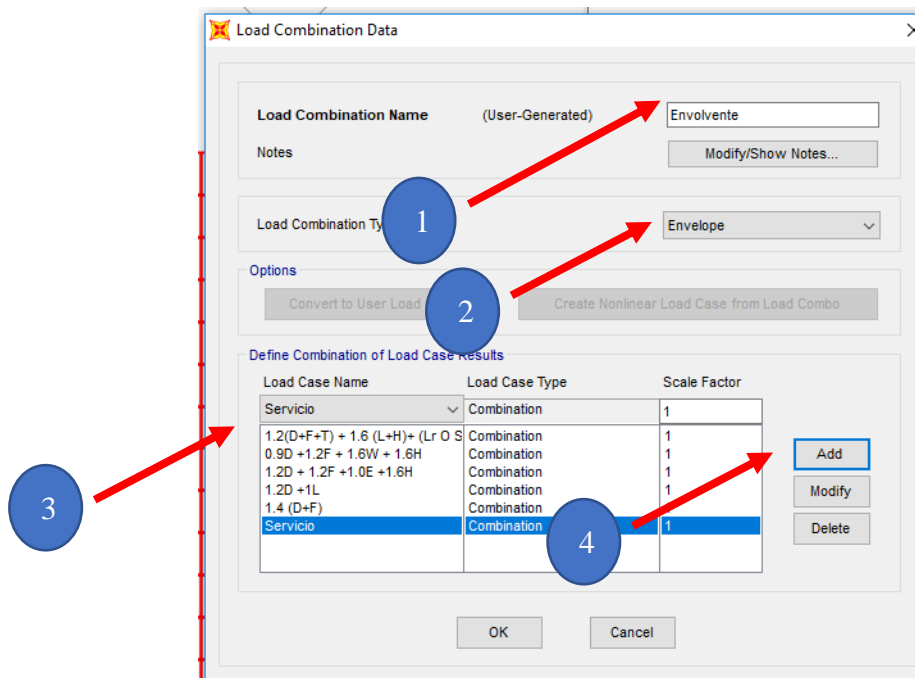 Load Combination Data
Load Combination Name (User-Generated) Envolvente
Notes Modify/Show Notes...
1
Load Combination Ty Envelope
Options
Convert to User Load Create Nonlinear Load Case from Load Combo
2
Define Combination of Load Case Results
Load Case Name Load Case Type Scale Factor
Servicio Combination 1
1.2(D+F+T) + 1.6 (L+H)+ (Lr O S Combination 1
0.9D +1.2F + 1.6W + 1.6H Combination 1
Add
1.2D + 1.2F +1.0E +1.6H Combination 1
1.2D +1L Combination 1
Modify
1.4 (D+F) Combination
Servicio Combination 1
Delete
3
4
OK Cancel